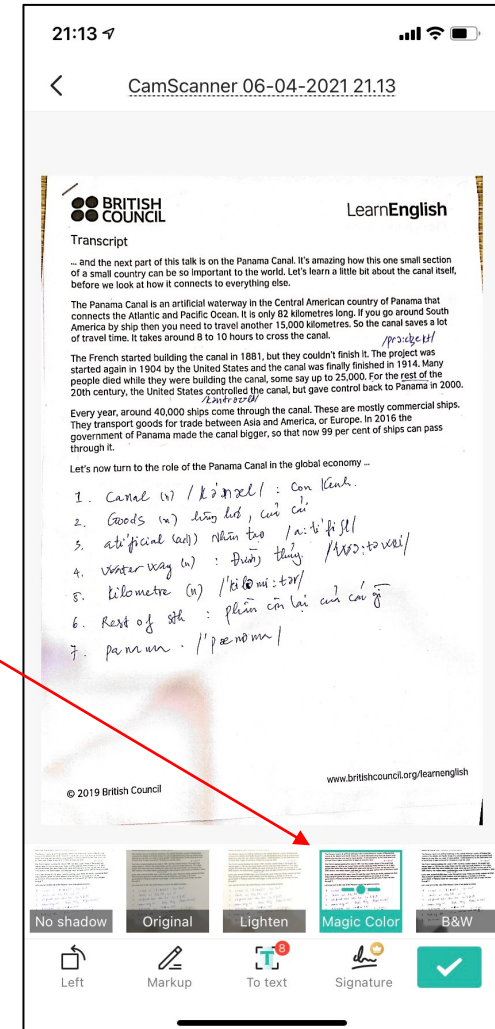 21:13
CamScanner 06-04-2021 21.13
BRITISH
COUNCIL
LearnEnglish
Transcript
... and the next part of this talk is on the Panama Canal. It's amazing how this one small section
of a small country can be so important to the world. Let's learn a little bit about the canal itself,
before we look at how it connects to everything else.
The Panama Canal is an artificial waterway in the Central American country of Panama that
connects the Atlantic and Pacific Ocean. It is only 82 kilometres long. If you go around South
America by ship then you need to travel another 15,000 kilometres. So the canal saves a lot
of travel time. It takes around 8 to 10 hours to cross the canal.
The French started building the canal in 1881, but they couldn't finish it. The project was
started again in 1904 by the United States and the canal was finally finished in 1914. Many
people died while they were building the canal, some say up to 25,000. For the rest of the
20th century, the United States controlled the canal, but gave control back to Panama in 2000.
Every year, around 40,000 ships come through the canal. These are mostly commercial ships.
They transport goods for trade between Asia and America, or Europe. In 2016 the
government of Panama made the canal bigger, so that now 99 per cent of ships can pass
through it.
Let's now turn to the role of the Panama Canal in the global economy ...
1. Canal (n) : Con Kênh.
2. Goods (n) hàng hoá, của cải
3. (adj) Nhân tạo
4. (n) : Đường thủy.
5. kilometre (n)
6. Rest of sth : phần còn lại của cái gì
7.
© 2019 British Council
www.britishcouncil.org/learnenglish
No shadow
Original
Lighten
Magic Color
B&W
Left
Markup
T 8
To text
Signature